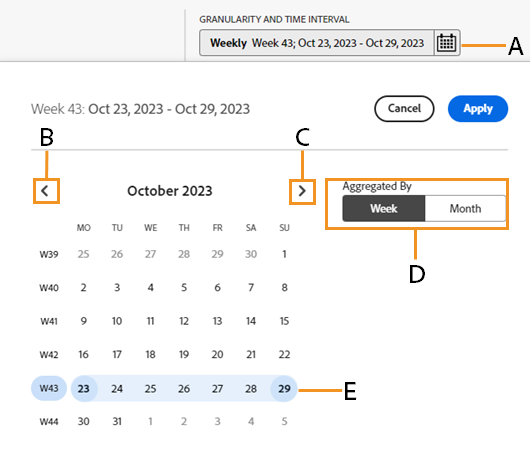 GRANULARITY AND TIME INTERVAL
Weekly Week 43; Oct 23, 2023 - Oct 29, 2023
A
Week 43: Oct 23, 2023 - Oct 29, 2023
Cancel
Apply
B
C
October 2023
Aggregated By
Week
Month
D
MO TU WE TH FR SA SU
W39 25 26 27 28 29 30 1
W40 2 3 4 5 6 7 8
W41 9 10 11 12 13 14 15
W42 16 17 18 19 20 21 22
W43 23 24 25 26 27 28 29
E
W44 30 31 1 2 3 4 5